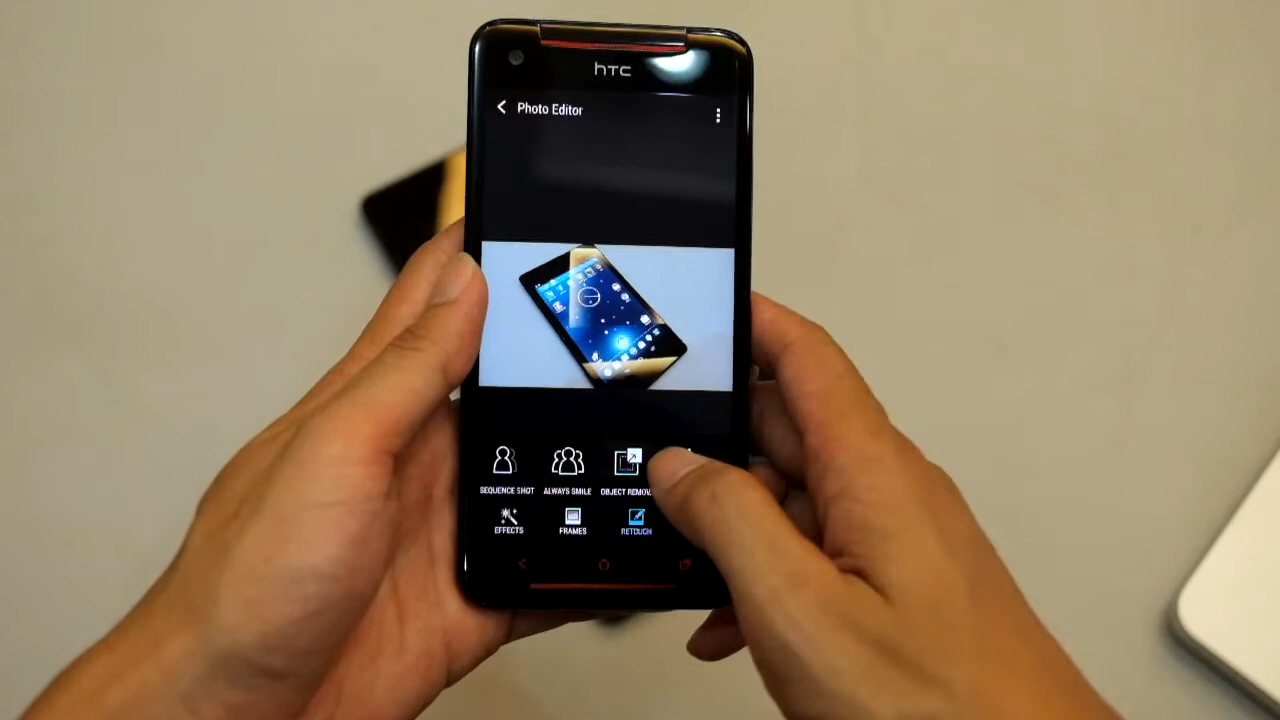 hTC
Photo Editor
SEQUENCE SHOT ALWAYS SMILE OBJECT REMOV
EFFECTS FRAMES RETOUCH